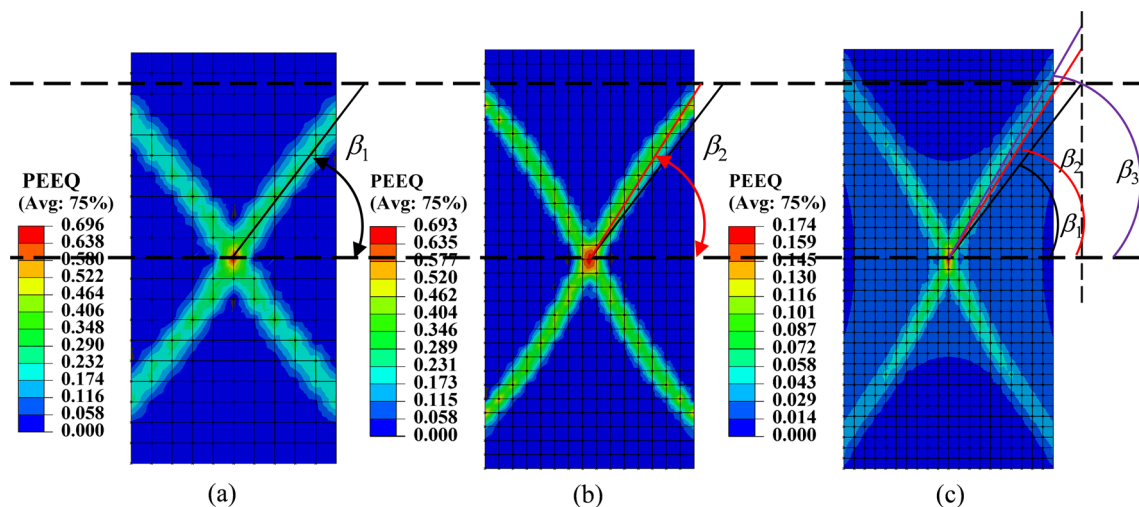 β1
PEEQ
(Avg: 75%)
0.696
0.638
0.580
0.522
0.464
0.406
0.348
0.290
0.232
0.174
0.116
0.058
0.000
(a)
β2
PEEQ
(Avg: 75%)
0.693
0.635
0.577
0.520
0.462
0.404
0.346
0.289
0.231
0.173
0.115
0.058
0.000
(b)
β2
β3
β1
PEEQ
(Avg: 75%)
0.174
0.159
0.145
0.130
0.116
0.101
0.087
0.072
0.058
0.043
0.029
0.014
0.000
(c)